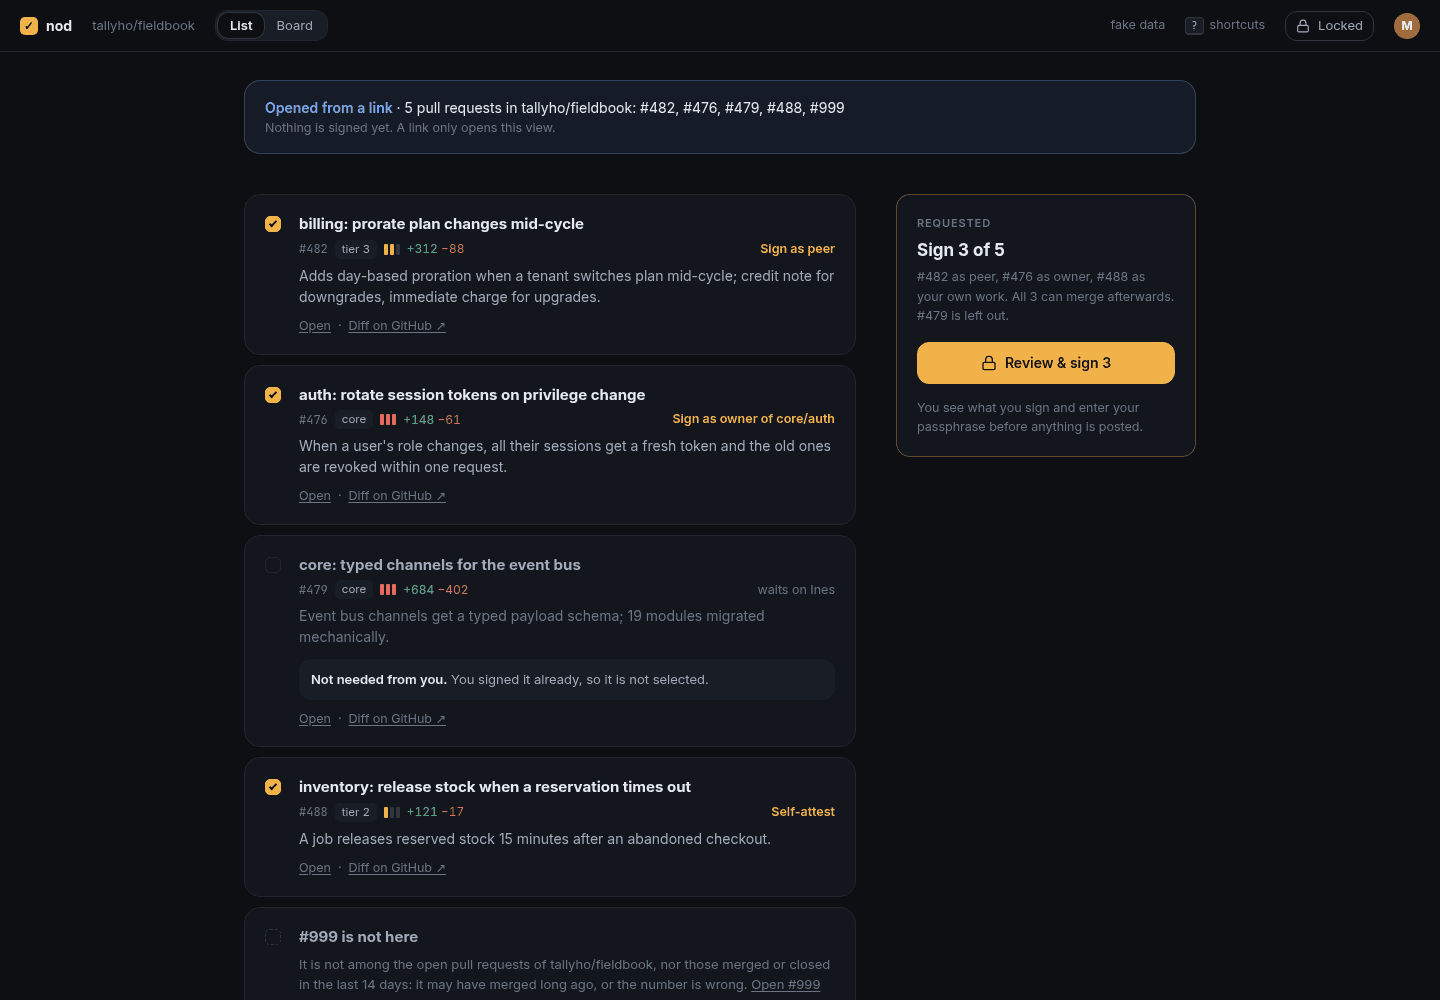 nod
tallyho/fieldbook
List
Board
fake data
? shortcuts
Locked
M
Opened from a link · 5 pull requests in tallyho/fieldbook: #482, #476, #479, #488, #999
Nothing is signed yet. A link only opens this view.
billing: prorate plan changes mid-cycle
#482 tier 3 +312 −88 Sign as peer
Adds day-based proration when a tenant switches plan mid-cycle; credit note for
downgrades, immediate charge for upgrades.
Open · Diff on GitHub ↗
auth: rotate session tokens on privilege change
#476 core +148 −61 Sign as owner of core/auth
When a user's role changes, all their sessions get a fresh token and the old ones
are revoked within one request.
Open · Diff on GitHub ↗
core: typed channels for the event bus
#479 core +684 −402 waits on Ines
Event bus channels get a typed payload schema; 19 modules migrated
mechanically.
Not needed from you. You signed it already, so it is not selected.
Open · Diff on GitHub ↗
inventory: release stock when a reservation times out
#488 tier 2 +121 −17 Self-attest
A job releases reserved stock 15 minutes after an abandoned checkout.
Open · Diff on GitHub ↗
#999 is not here
It is not among the open pull requests of tallyho/fieldbook, nor those merged or closed
in the last 14 days: it may have merged long ago, or the number is wrong. Open #999
REQUESTED
Sign 3 of 5
#482 as peer, #476 as owner, #488 as
your own work. All 3 can merge afterwards.
#479 is left out.
Review & sign 3
You see what you sign and enter your
passphrase before anything is posted.